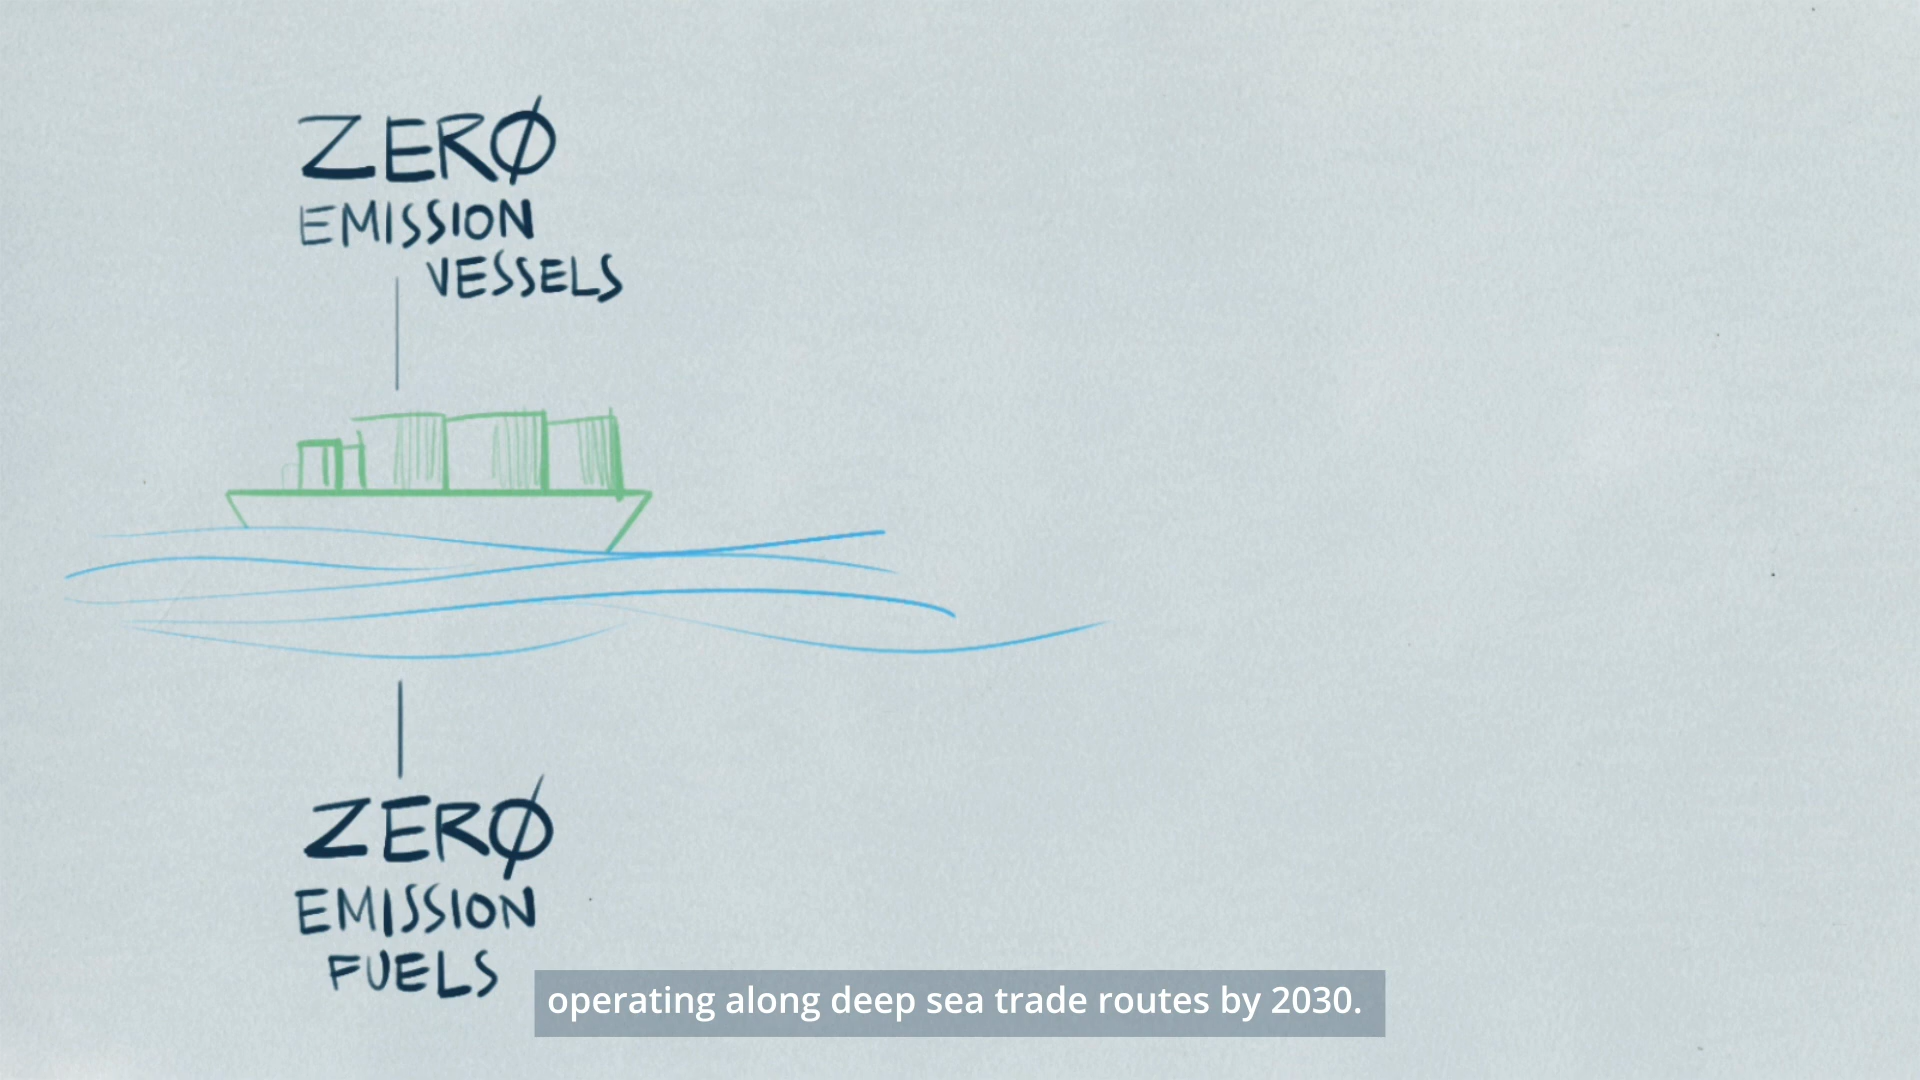 ZERØ
EMISSION
VESSELS
ZERØ
EMISSION
FUELS
operating along deep sea trade routes by 2030.